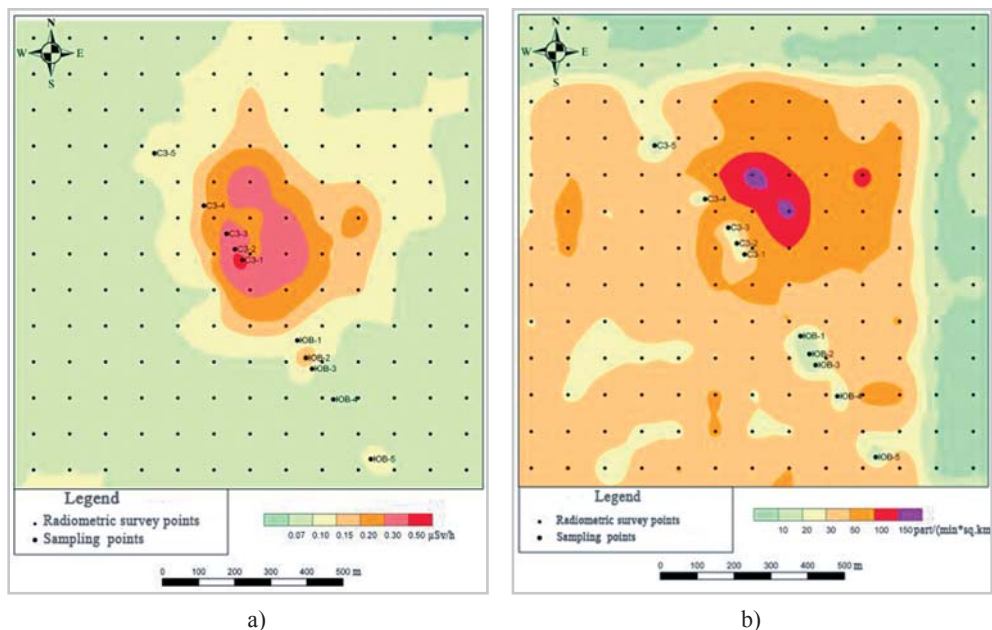 N
W E
S
C3-5
C3-4
C3-3
C3-2
C3-1
IOB-1
IOB-2
IOB-3
IOB-4
IOB-5
Legend
Radiometric survey points
Sampling points
0.07 0.10 0.15 0.20 0.30 0.50 μSv/h
0 100 200 300 400 500 m
a)
N
W E
S
C3-5
C3-4
C3-3
C3-2
C3-1
IOB-1
IOB-2
IOB-3
IOB-4
IOB-5
Legend
Radiometric survey points
Sampling points
10 20 30 50 100 150 part/(min*sq.km
0 100 200 300 400 500 m
b)